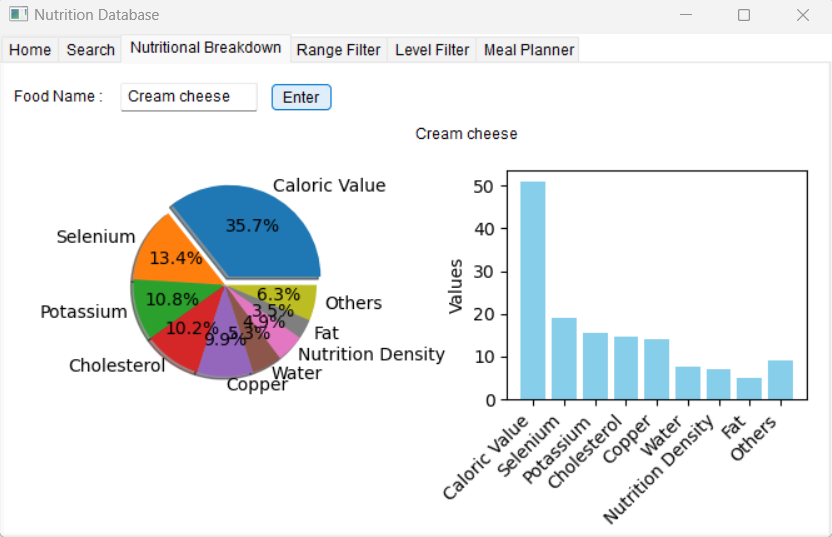 Nutrition Database
Home Search Nutritional Breakdown Range Filter Level Filter Meal Planner
Food Name : Cream cheese Enter
Cream cheese
Caloric Value
35.7%
Selenium
13.4%
Potassium
10.8%
Cholesterol
10.2%
Copper
9.9%
Water
5.3%
Nutrition Density
4.9%
Fat
3.5%
Others
6.3%
Values
50
40
30
20
10
0
Caloric Value
Selenium
Potassium
Cholesterol
Copper
Water
Nutrition Density
Fat
Others